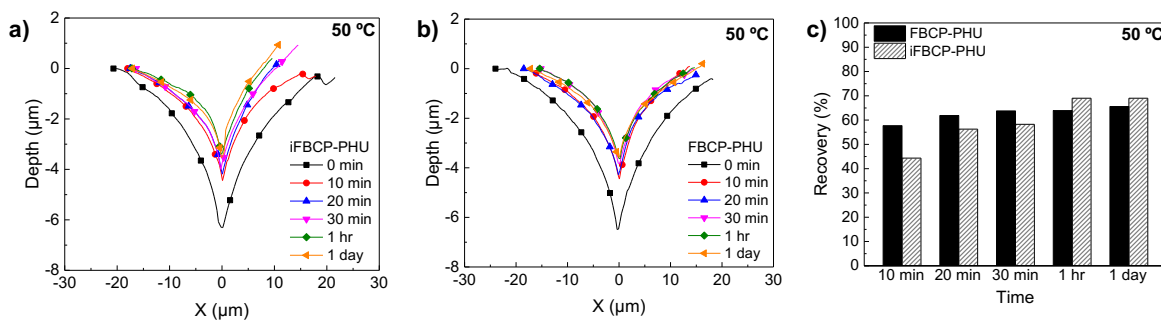 a)
50 ºC
2
0
-2
-4
-6
-8
Depth (µm)
iFBCP-PHU
0 min
10 min
20 min
30 min
1 hr
1 day
-30 -20 -10 0 10 20 30
X (µm)
b)
50 ºC
2
0
-2
-4
-6
-8
Depth (µm)
FBCP-PHU
0 min
10 min
20 min
30 min
1 hr
1 day
-30 -20 -10 0 10 20 30
X (µm)
c)
50 ºC
FBCP-PHU
iFBCP-PHU
100
90
80
70
60
50
40
30
20
10
0
Recovery (%)
10 min 20 min 30 min 1 hr 1 day
Time